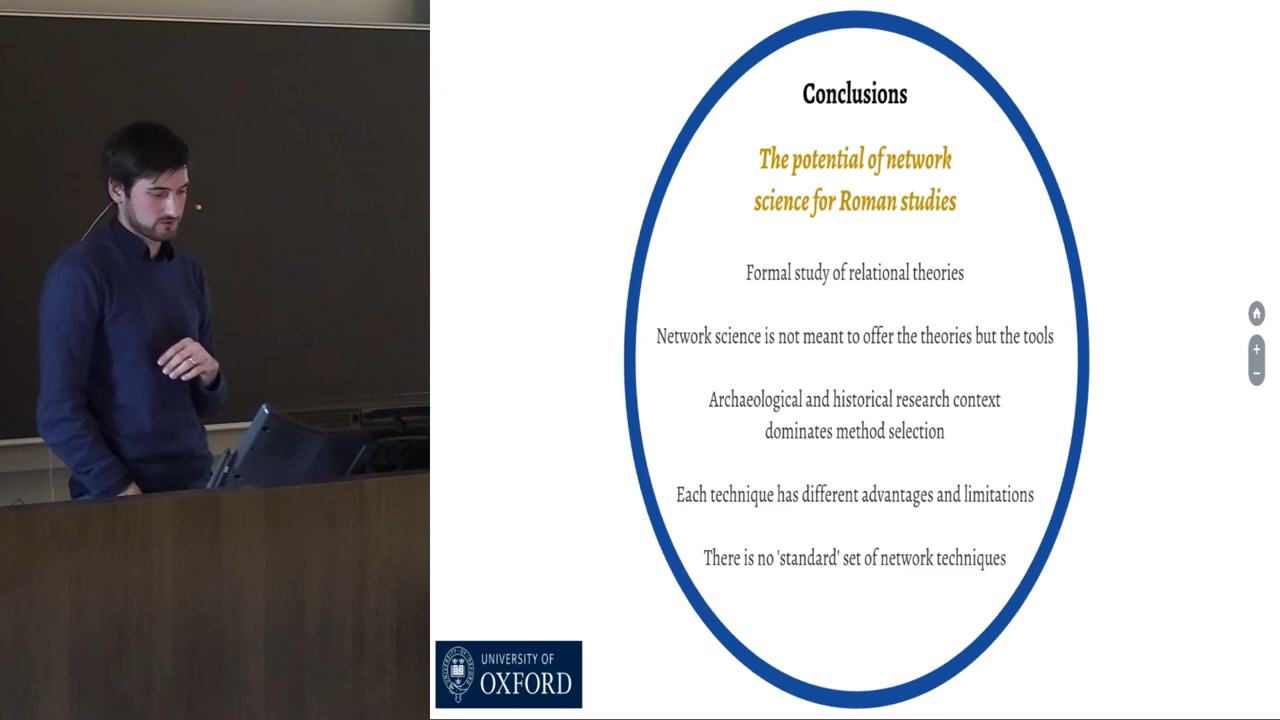 Conclusions
The potential of network
science for Roman studies
Formal study of relational theories
Network science is not meant to offer the theories but the tools
Archaeological and historical research context
dominates method selection
Each technique has different advantages and limitations
There is no 'standard' set of network techniques
UNIVERSITY OF
OXFORD